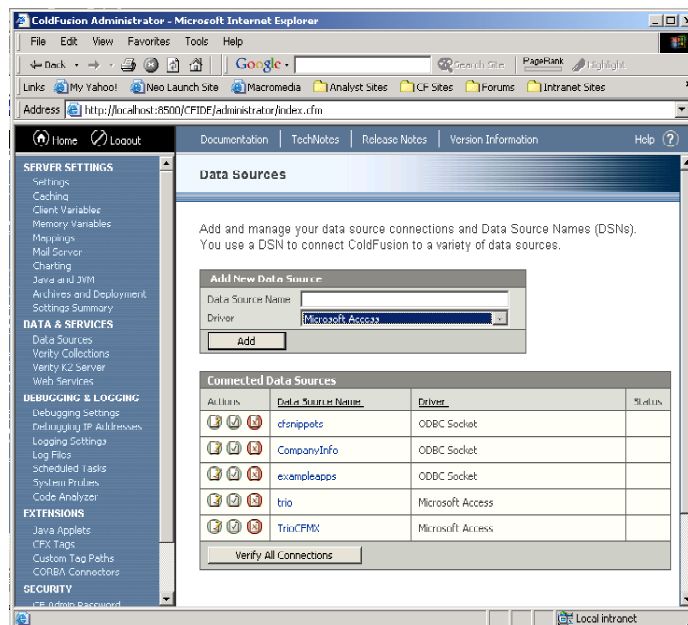 ColdFusion Administrator - Microsoft Internet Explorer
File Edit View Favorites Tools Help
Back Google Search Site PageRank Highlight
Links My Yahoo! Neo Launch Site Macromedia Analyst Sites CF Sites Forums Intranet Sites
Address http://localhost:8500/CFIDE/administrator/index.cfm
Home Logout Documentation TechNotes Release Notes Version Information Help ?
SERVER SETTINGS
Settings
Caching
Client Variables
Memory Variables
Mappings
Mail Server
Charting
Java and JVM
Archives and Deployment
Settings Summary
DATA & SERVICES
Data Sources
Verity Collections
Verity K2 Server
Web Services
DEBUGGING & LOGGING
Debugging Settings
Debugging IP Addresses
Logging Settings
Log Files
Scheduled Tasks
System Probes
Code Analyzer
EXTENSIONS
Java Applets
CFX Tags
Custom Tag Paths
CORBA Connectors
SECURITY
CF Admin Password
Data Sources
Add and manage your data source connections and Data Source Names (DSNs).
You use a DSN to connect ColdFusion to a variety of data sources.
Add New Data Source
Data Source Name
Driver Microsoft Access
Add
Connected Data Sources
Actions Data Source Name Driver Status
cfsnippets ODBC Socket
CompanyInfo ODBC Socket
exampleapps ODBC Socket
trio Microsoft Access
TrioCFMX Microsoft Access
Verify All Connections
Local intranet